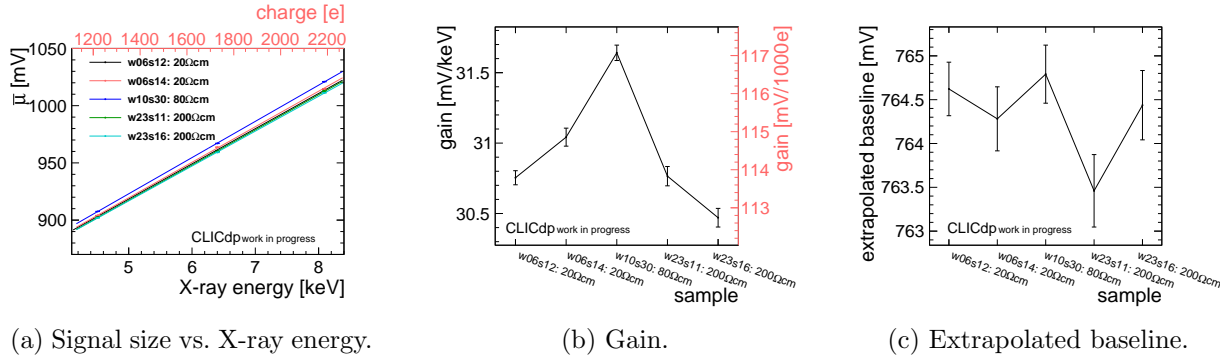 charge [e]
1200 1400 1600 1800 2000 2200
1050
1000
950
900
μ̅ [mV]
w06s12: 20Ωcm
w06s14: 20Ωcm
w10s30: 80Ωcm
w23s11: 200Ωcm
w23s16: 200Ωcm
CLICdp work in progress
5 6 7 8
X-ray energy [keV]
(a) Signal size vs. X-ray energy.
gain [mV/keV]
31.5
31
30.5
117
116
115
114
113
gain [mV/1000e]
CLICdp work in progress
w06s12: 20Ωcm
w06s14: 20Ωcm
w10s30: 80Ωcm
w23s11: 200Ωcm
w23s16: 200Ωcm
sample
(b) Gain.
extrapolated baseline [mV]
765
764.5
764
763.5
763
CLICdp work in progress
w06s12: 20Ωcm
w06s14: 20Ωcm
w10s30: 80Ωcm
w23s11: 200Ωcm
w23s16: 200Ωcm
sample
(c) Extrapolated baseline.